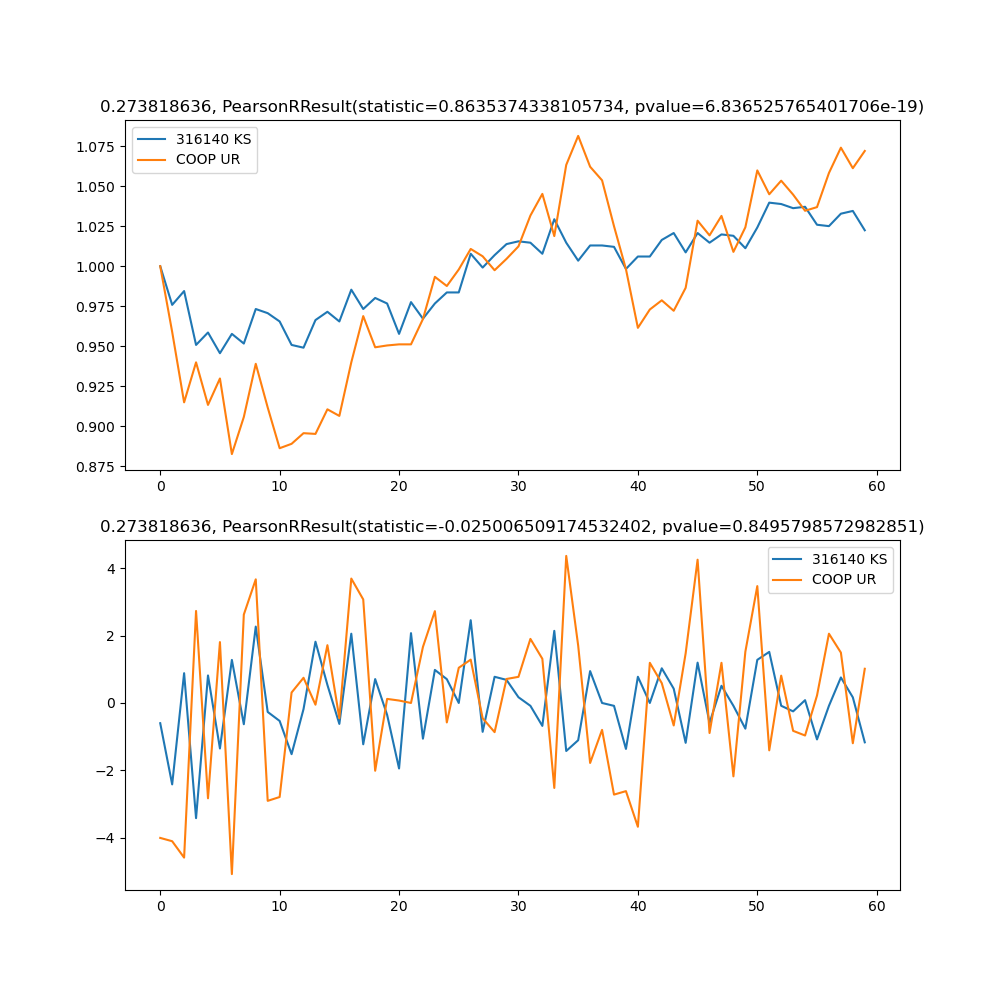 0.273818636, PearsonRResult(statistic=0.8635374338105734, pvalue=6.836525765401706e-19)
316140 KS
COOP UR
1.075
1.050
1.025
1.000
0.975
0.950
0.925
0.900
0.875
0 10 20 30 40 50 60
0.273818636, PearsonRResult(statistic=-0.025006509174532402, pvalue=0.8495798572982851)
316140 KS
COOP UR
4
2
0
−2
−4
0 10 20 30 40 50 60